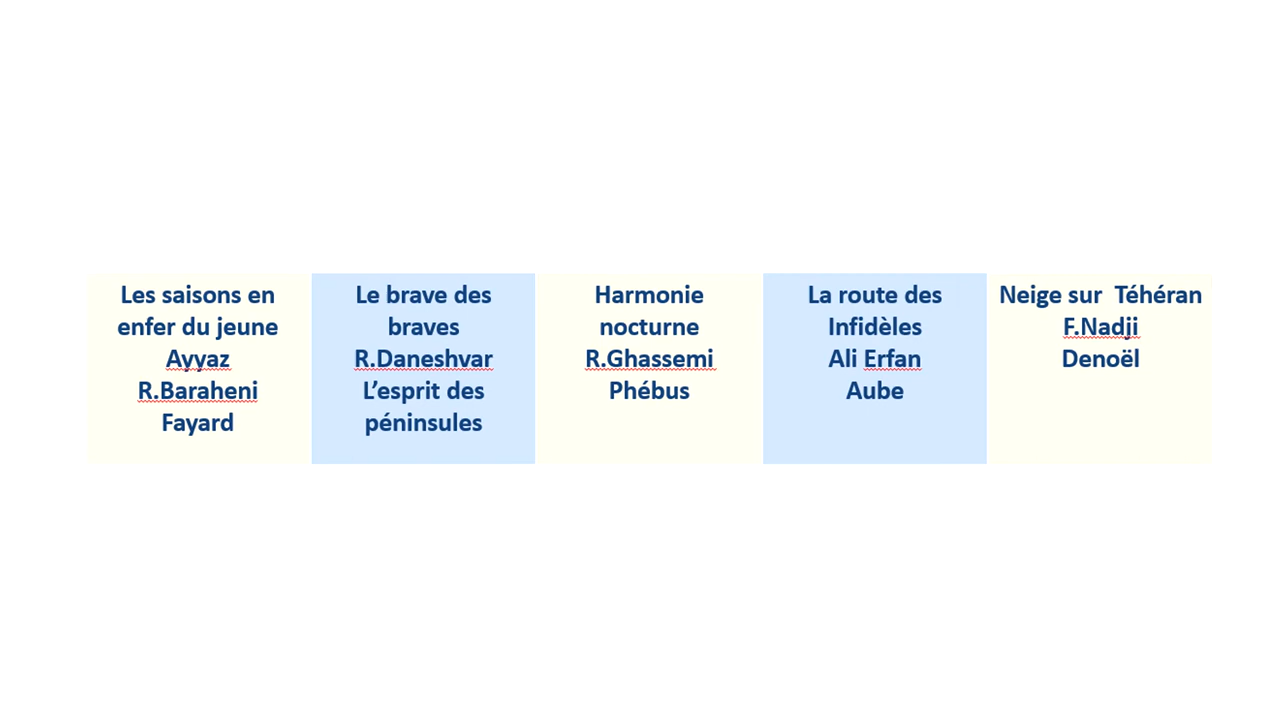 Les saisons en
enfer du jeune
Ayyaz
R.Baraheni
Fayard
Le brave des
braves
R.Daneshvar
L’esprit des
péninsules
Harmonie
nocturne
R.Ghassemi
Phébus
La route des
Infidèles
Ali Erfan
Aube
Neige sur  Téhéran
F.Nadji
Denoël